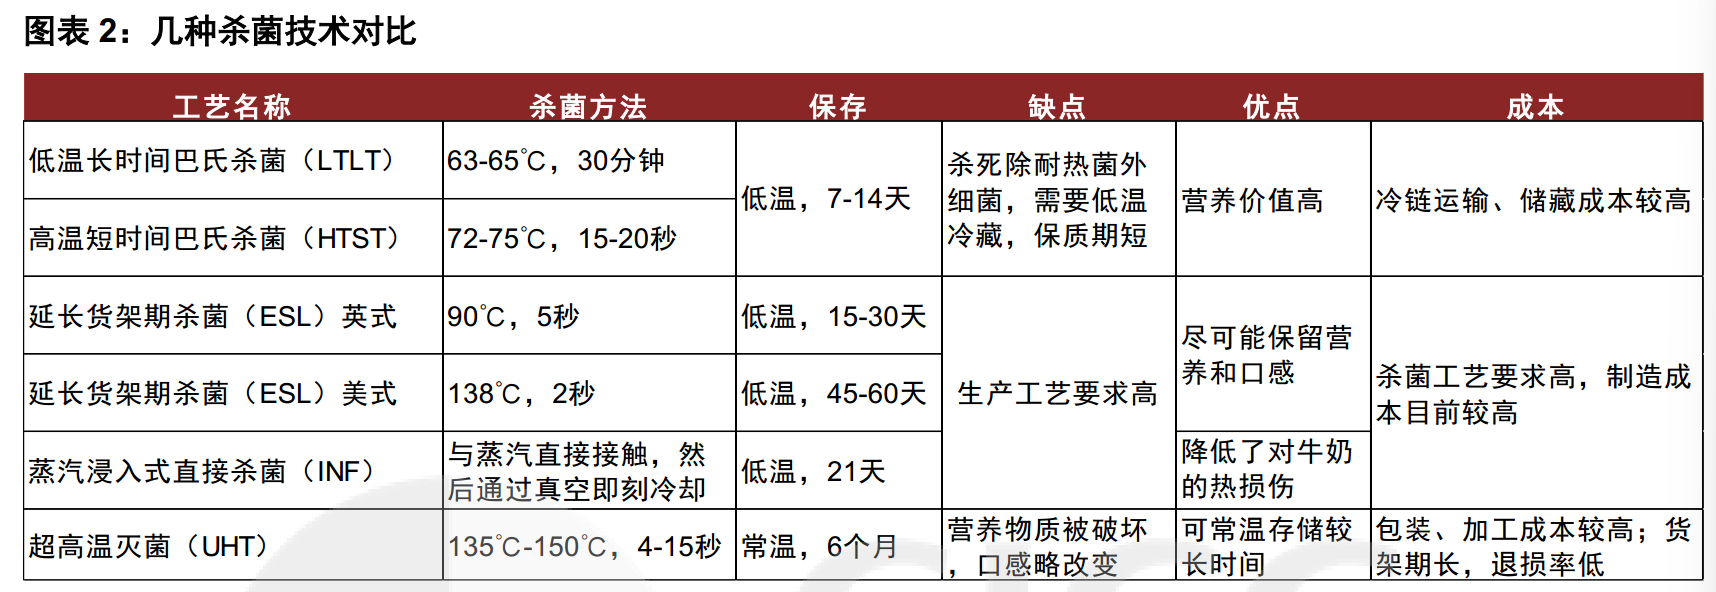 图表 2：几种杀菌技术对比
工艺名称 杀菌方法 保存 缺点 优点 成本
低温长时间巴氏杀菌（LTLT） 63-65℃，30分钟
高温短时间巴氏杀菌（HTST） 72-75℃，15-20秒
低温，7-14天
杀死除耐热菌外
细菌，需要低温
冷藏，保质期短
营养价值高
冷链运输、储藏成本较高
延长货架期杀菌（ESL）英式 90℃，5秒 低温，15-30天
延长货架期杀菌（ESL）美式 138℃，2秒 低温，45-60天
蒸汽浸入式直接杀菌（INF）
与蒸汽直接接触，然
后通过真空即刻冷却
低温，21天
生产工艺要求高
尽可能保留营
养和口感
降低了对牛奶
的热损伤
杀菌工艺要求高，制造成
本目前较高
超高温灭菌（UHT） 135℃-150℃，4-15秒 常温，6个月
营养物质被破坏
，口感略改变
可常温存储较
长时间
包装、加工成本较高；货
架期长，退损率低